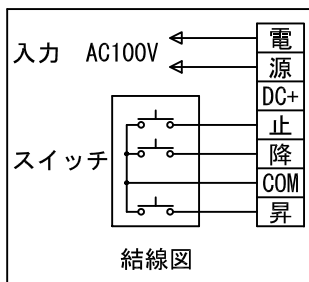 入力 AC100V
電
源
DC+
止
降
COM
昇
スイッチ
結線図